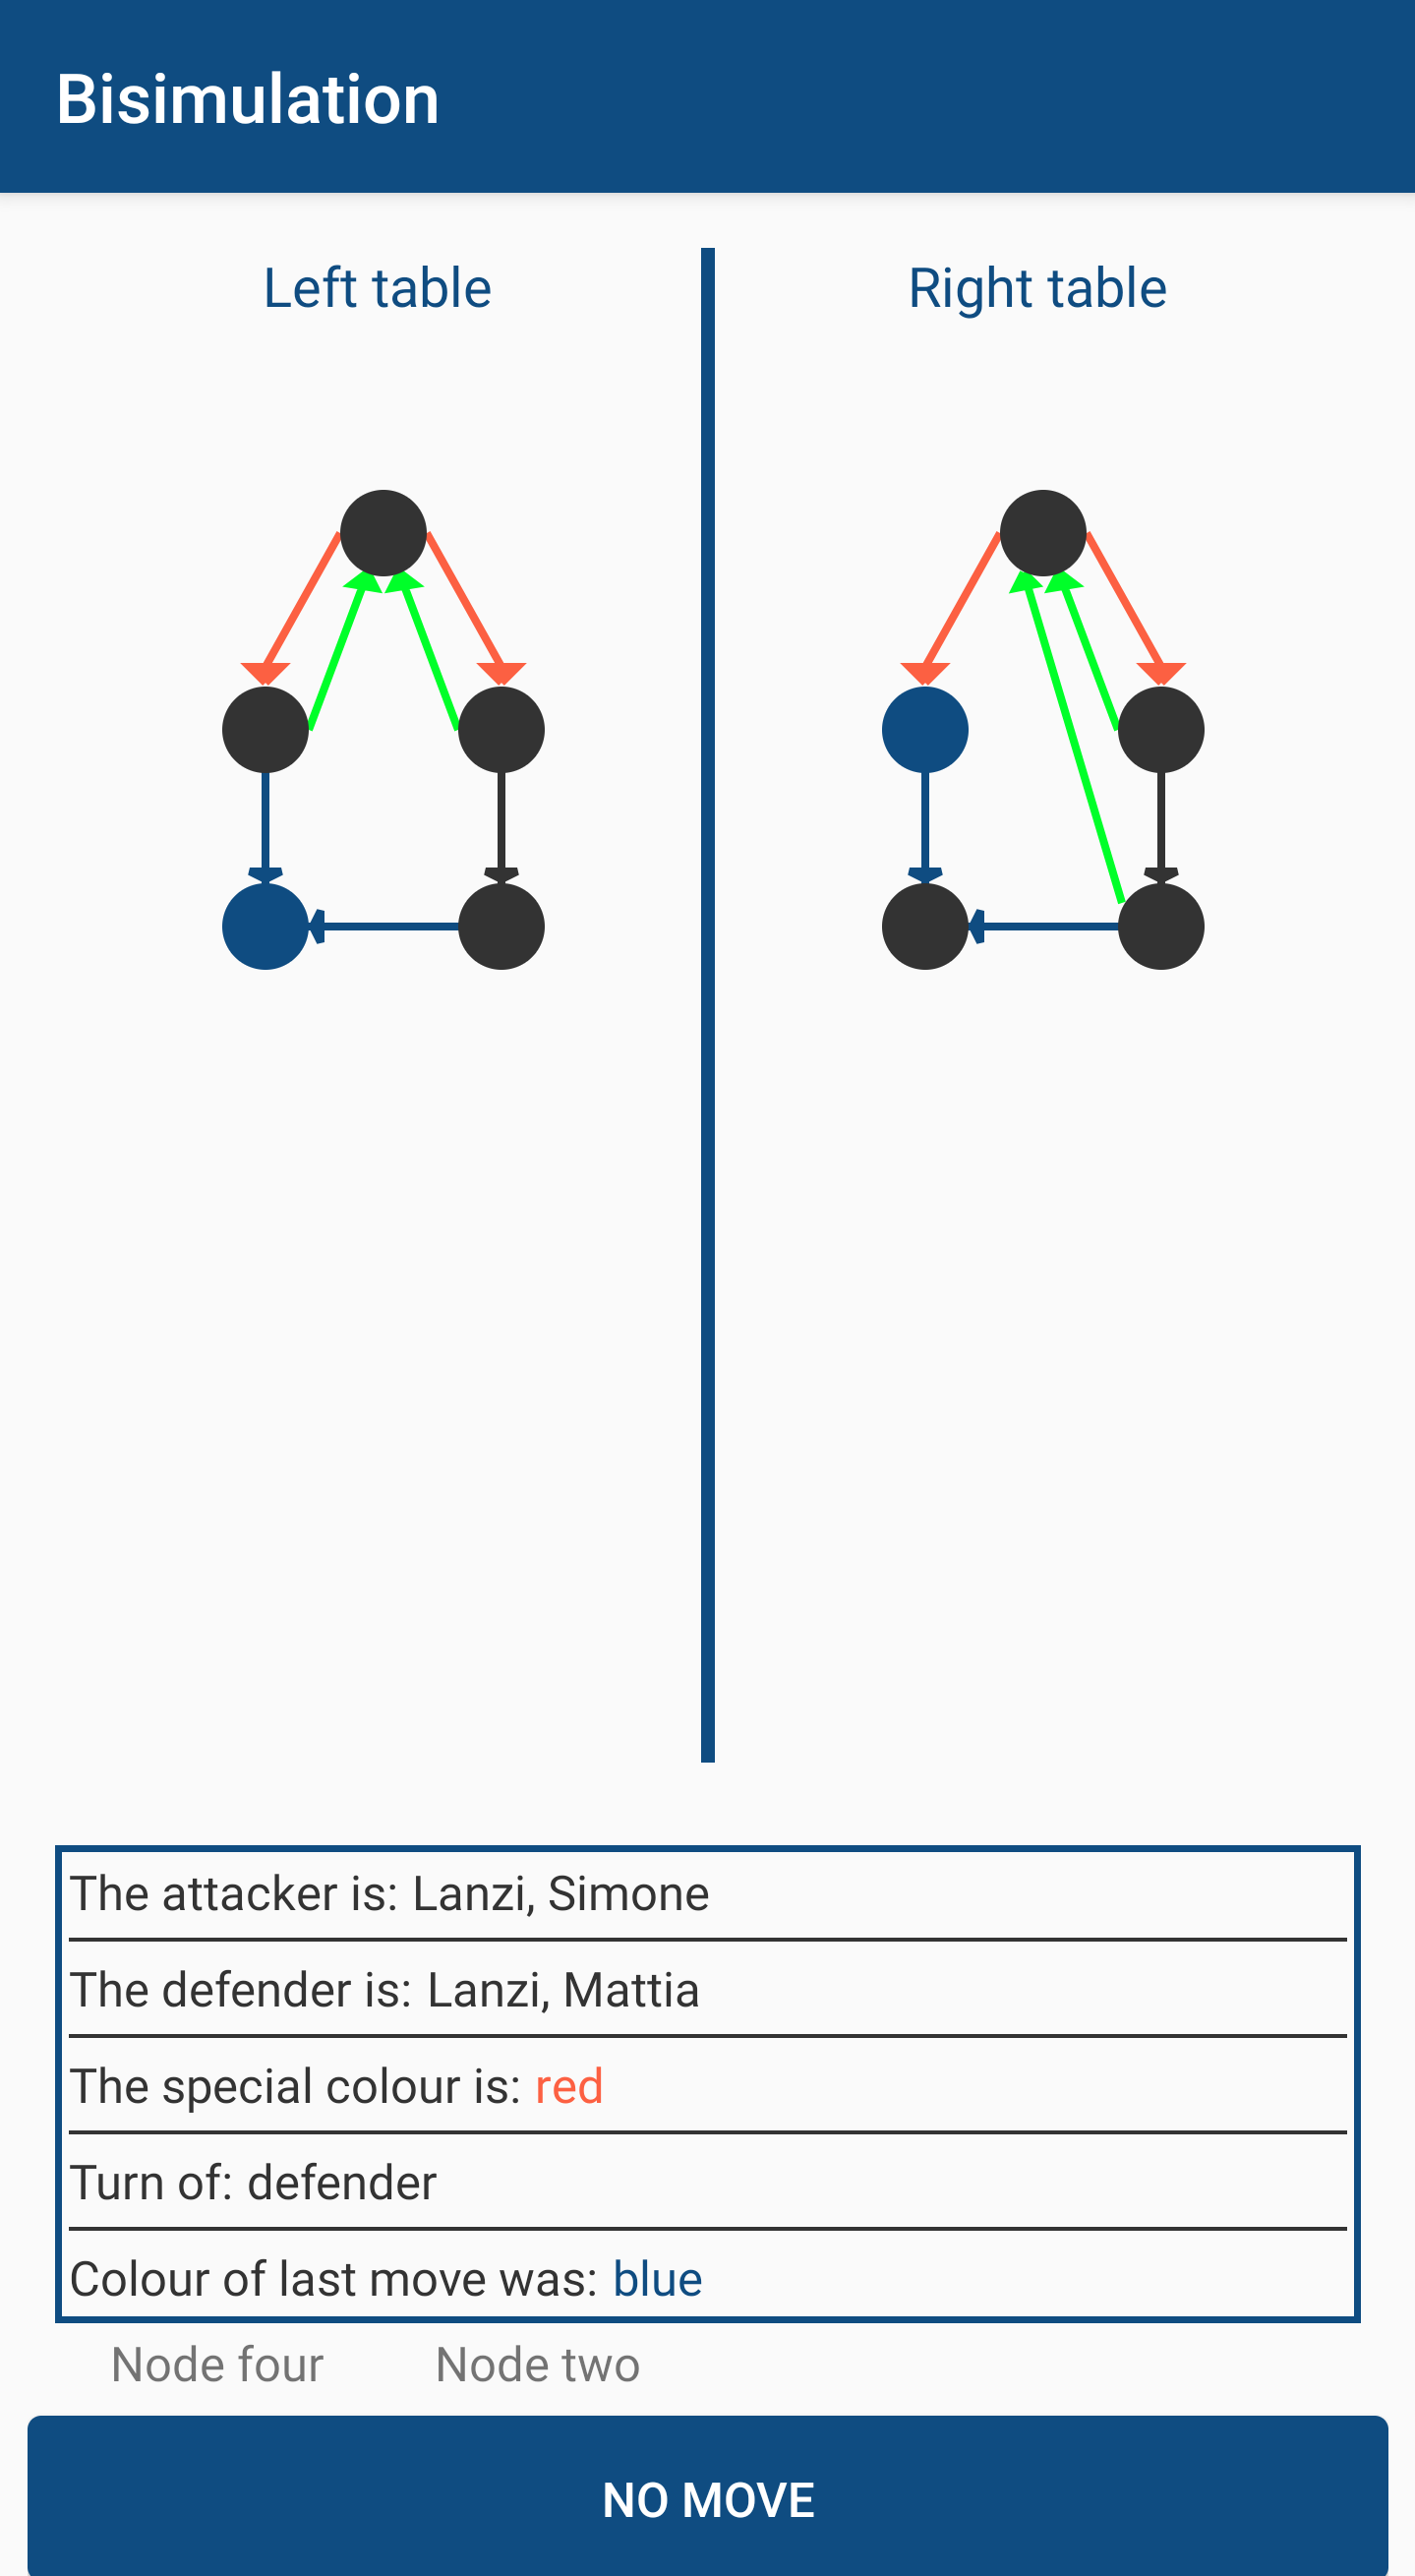 Bisimulation
Left table
Right table
The attacker is: Lanzi, Simone
The defender is: Lanzi, Mattia
The special colour is: red
Turn of: defender
Colour of last move was: blue
Node four
Node two
NO MOVE